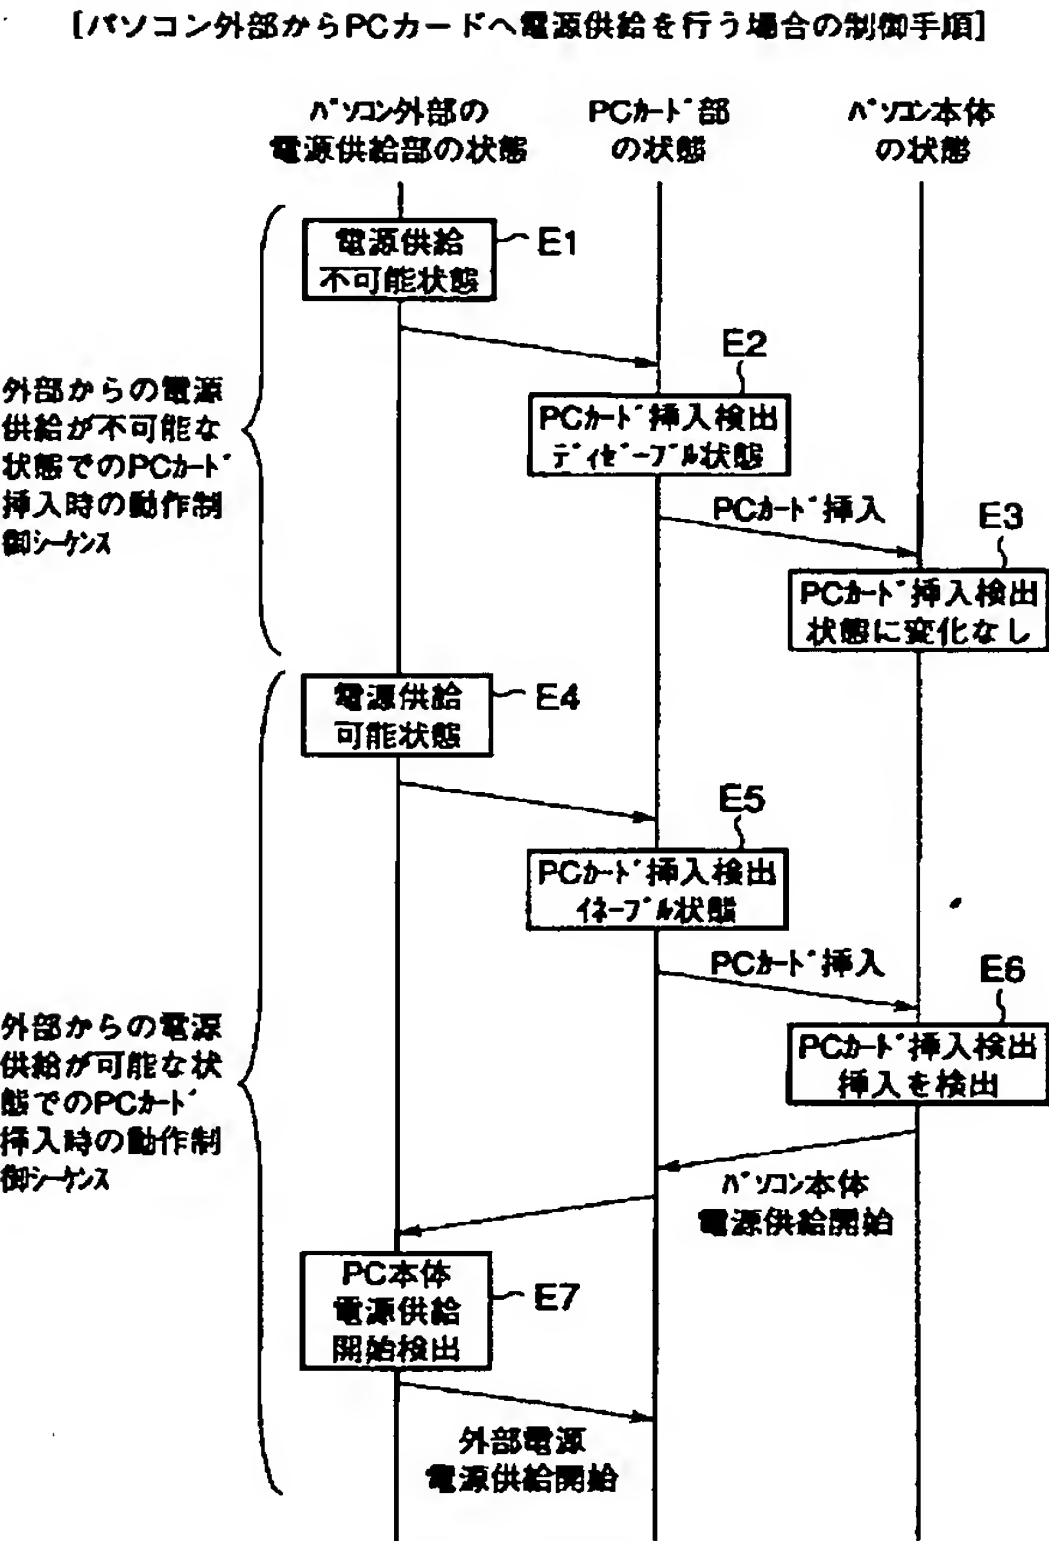 [パソコン外部からPCカードへ電源供給を行う場合の制御手順]
パソコン外部の
電源供給部の状態
PCカード部
の状態
パソコン本体
の状態
電源供給
不可能状態
E1
E2
外部からの電源
供給が不可能な
状態でのPCカード
挿入時の動作制
御シーケンス
PCカード挿入検出
ディセーブル状態
PCカード挿入
E3
PCカード挿入検出
状態に変化なし
電源供給
可能状態
E4
E5
PCカード挿入検出
イネーブル状態
PCカード挿入
E6
外部からの電源
供給が可能な状
態でのPCカード
挿入時の動作制
御シーケンス
PCカード挿入検出
挿入を検出
パソコン本体
電源供給開始
PC本体
電源供給
開始検出
E7
外部電源
電源供給開始